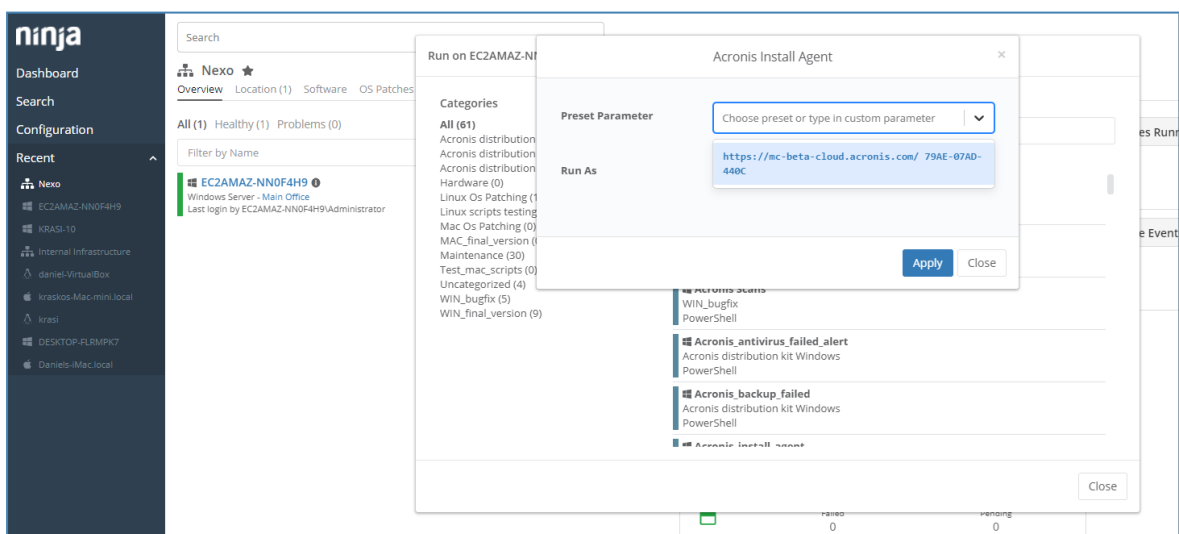 ninja
Dashboard
Search
Configuration
Recent
Nexo
EC2AMAZ-NN0F4H9
KRASI-10
Internal Infrastructure
daniel-VirtualBox
kraskos-Mac-mini.local
krasi
DESKTOP-FLRMPK7
Daniels-iMac.local
Search
Nexo
Overview Location (1) Software OS Patches
All (1) Healthy (1) Problems (0)
Filter by Name
EC2AMAZ-NN0F4H9
Windows Server - Main Office
Last login by EC2AMAZ-NN0F4H9\Administrator
Run on EC2AMAZ-N
Categories
All (61)
Acronis distribution
Acronis distribution
Acronis distribution
Hardware (0)
Linux Os Patching (1
Linux scripts testing
Mac Os Patching (0)
MAC_final_version (
Maintenance (30)
Test_mac_scripts (0)
Uncategorized (4)
WIN_bugfix (5)
WIN_final_version (9)
Acronis Install Agent
×
Preset Parameter
Choose preset or type in custom parameter
https://mc-beta-cloud.acronis.com/ 79AE-07AD-
440C
Run As
Apply Close
Acronis Scans
WIN_bugfix
PowerShell
Acronis_antivirus_failed_alert
Acronis distribution kit Windows
PowerShell
Acronis_backup_failed
Acronis distribution kit Windows
PowerShell
Acronis_install_agent
Close
es Runn
e Event
Failed
0
Pending
0